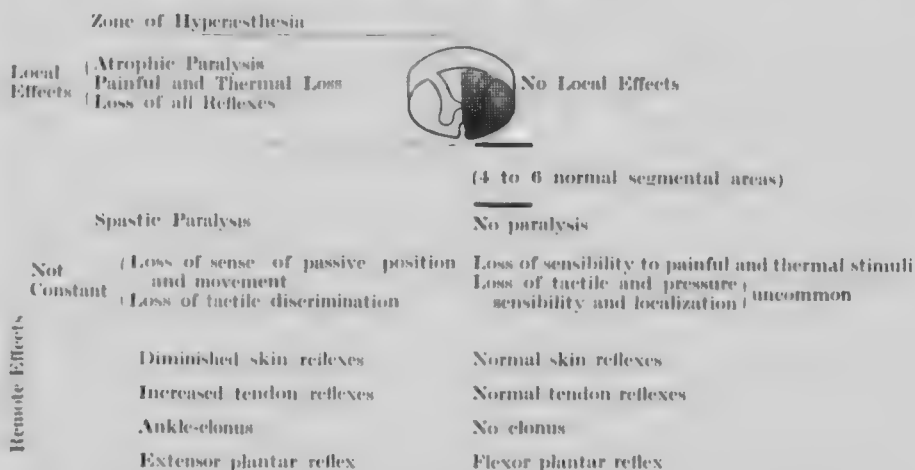 Zone of Hyperæsthesia
Local Effects
Atrophic Paralysis
Painful and Thermal Loss
Loss of all Reflexes
No Local Effects
(4 to 6 normal segmental areas)
Spastic Paralysis
No paralysis
Remote Effects
Not Constant
Loss of sense of passive position and movement
Loss of tactile discrimination
Loss of sensibility to painful and thermal stimuli
Loss of tactile and pressure sensibility and localization
uncommon
Diminished skin reflexes
Normal skin reflexes
Increased tendon reflexes
Normal tendon reflexes
Ankle-clonus
No clonus
Extensor plantar reflex
Flexor plantar reflex